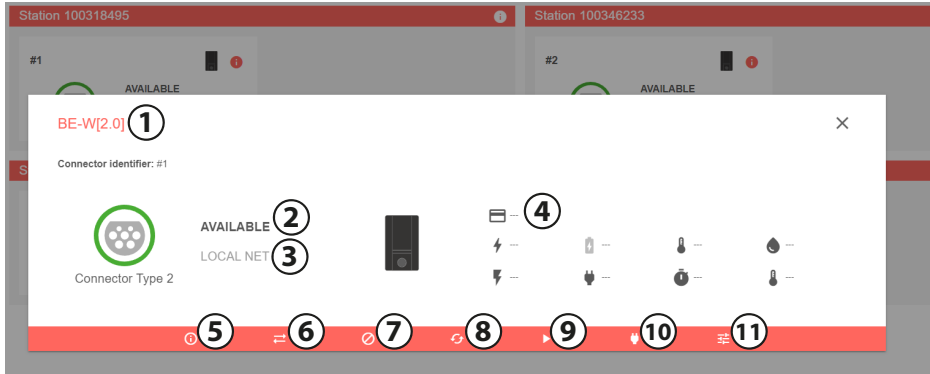 Station 100318495
Station 100346233
#1
#2
AVAILABLE
AVAILABLE
BE-W[2.0] 1
Connector identifier: #1
S
AVAILABLE 2
LOCAL NET 3
Connector Type 2
--- 4
--- --- --- ---
--- --- --- ---
5 6 7 8 9 10 11